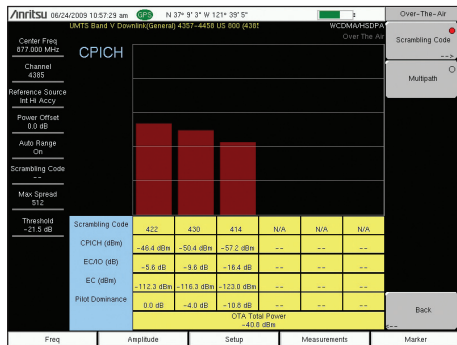 Anritsu 06/24/2009 10:57:29 am GPS N 37° 9' 3" W 121° 39' 5" Over-The-Air
UMTS Band V Downlink(General) 4357-4458 US 800 (4381 WCDMA/HSDPA
Over The Air
Center Freq
877.000 MHz
CPICH
Scrambling Code
-->
Channel
4385
Multipath
Reference Source
Int Hi Accy
Power Offset
0.0 dB
Auto Range
On
Scrambling Code
--
Max Spread
512
Threshold
-21.5 dB
Scrambling Code 422 430 414 N/A N/A N/A
CPICH (dBm) -46.4 dBm -50.4 dBm -57.2 dBm -- -- --
EC/IO (dB) -5.6 dB -9.6 dB -16.4 dB -- -- --
EC (dBm) -112.3 dBm -116.3 dBm -123.0 dBm -- -- --
Pilot Dominance 0.0 dB -4.0 dB -10.8 dB -- -- --
OTA Total Power
-40.8 dBm
Back
<--
Freq Amplitude Setup Measurements Marker